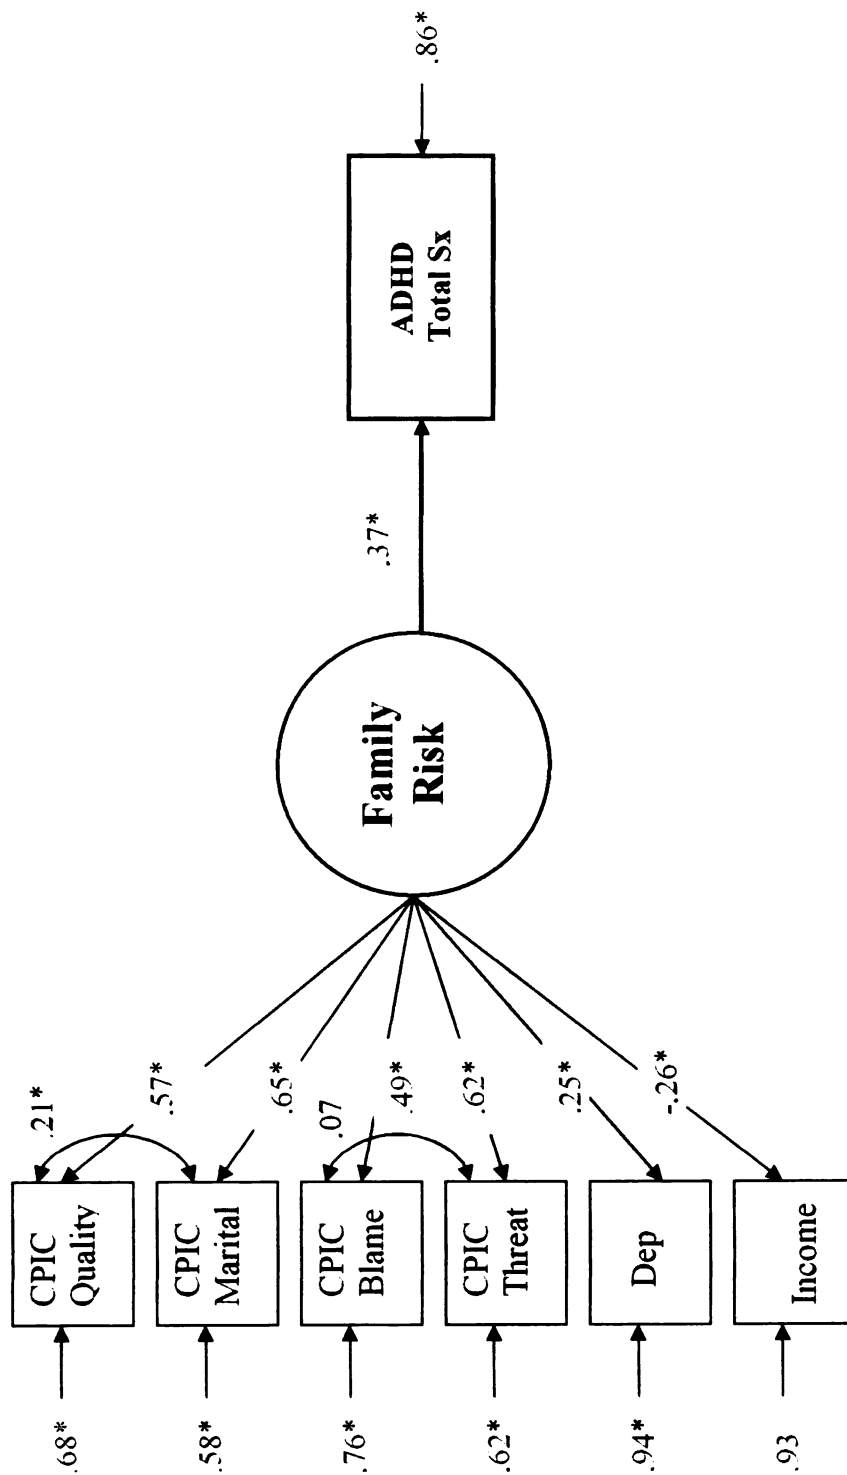 .68*
CPIC
Quality
.21*
.57*
.58*
CPIC
Marital
.65*
.76*
CPIC
Blame
.07
.49*
.62*
CPIC
Threat
.62*
.94*
Dep
.25*
.93
Income
-.26*
Family
Risk
.37*
ADHD
Total Sx
.86*